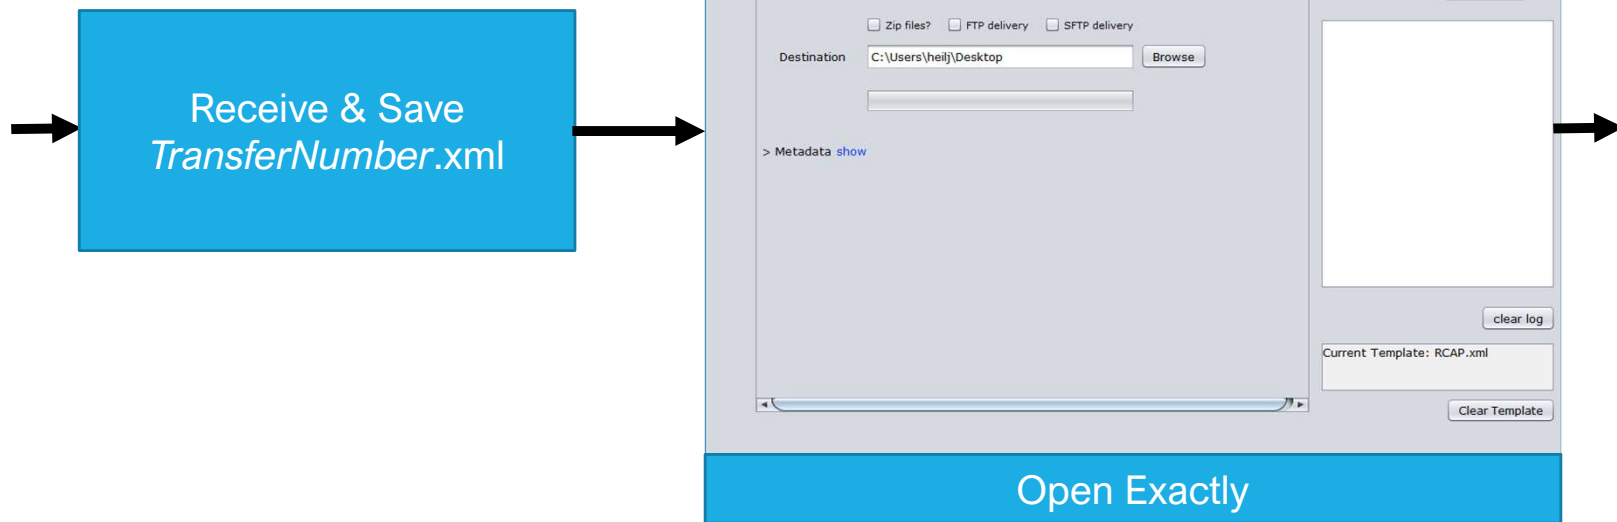 Receive & Save
TransferNumber.xml
Zip files? FTP delivery SFTP delivery
Destination C:\Users\heilj\Desktop Browse
> Metadata show
clear log
Current Template: RCAP.xml
Clear Template
Open Exactly